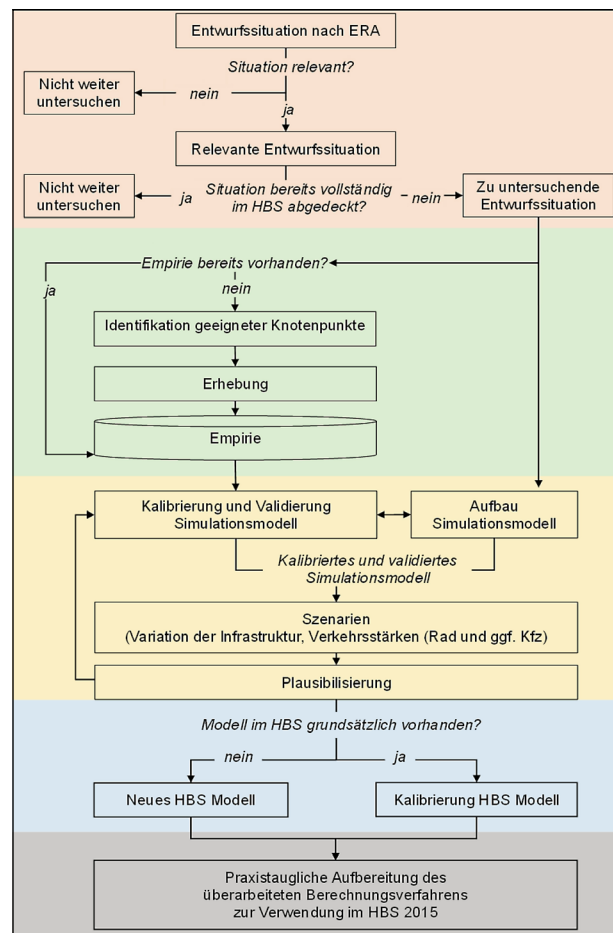 Entwurfssituation nach ERA
Situation relevant?
Nicht weiter
untersuchen
nein
ja
Relevante Entwurfssituation
Nicht weiter
untersuchen
ja
Situation bereits vollständig
im HBS abgedeckt?
nein
Zu untersuchende
Entwurfssituation
Empirie bereits vorhanden?
ja
nein
Identifikation geeigneter Knotenpunkte
Erhebung
Empirie
Kalibrierung und Validierung
Simulationsmodell
Aufbau
Simulationsmodell
Kalibriertes und validiertes
Simulationsmodell
Szenarien
(Variation der Infrastruktur, Verkehrsstärken (Rad und ggf. Kfz)
Plausibilisierung
Modell im HBS grundsätzlich vorhanden?
nein
ja
Neues HBS Modell
Kalibrierung HBS Modell
Praxistaugliche Aufbereitung des
überarbeiteten Berechnungsverfahrens
zur Verwendung im HBS 2015